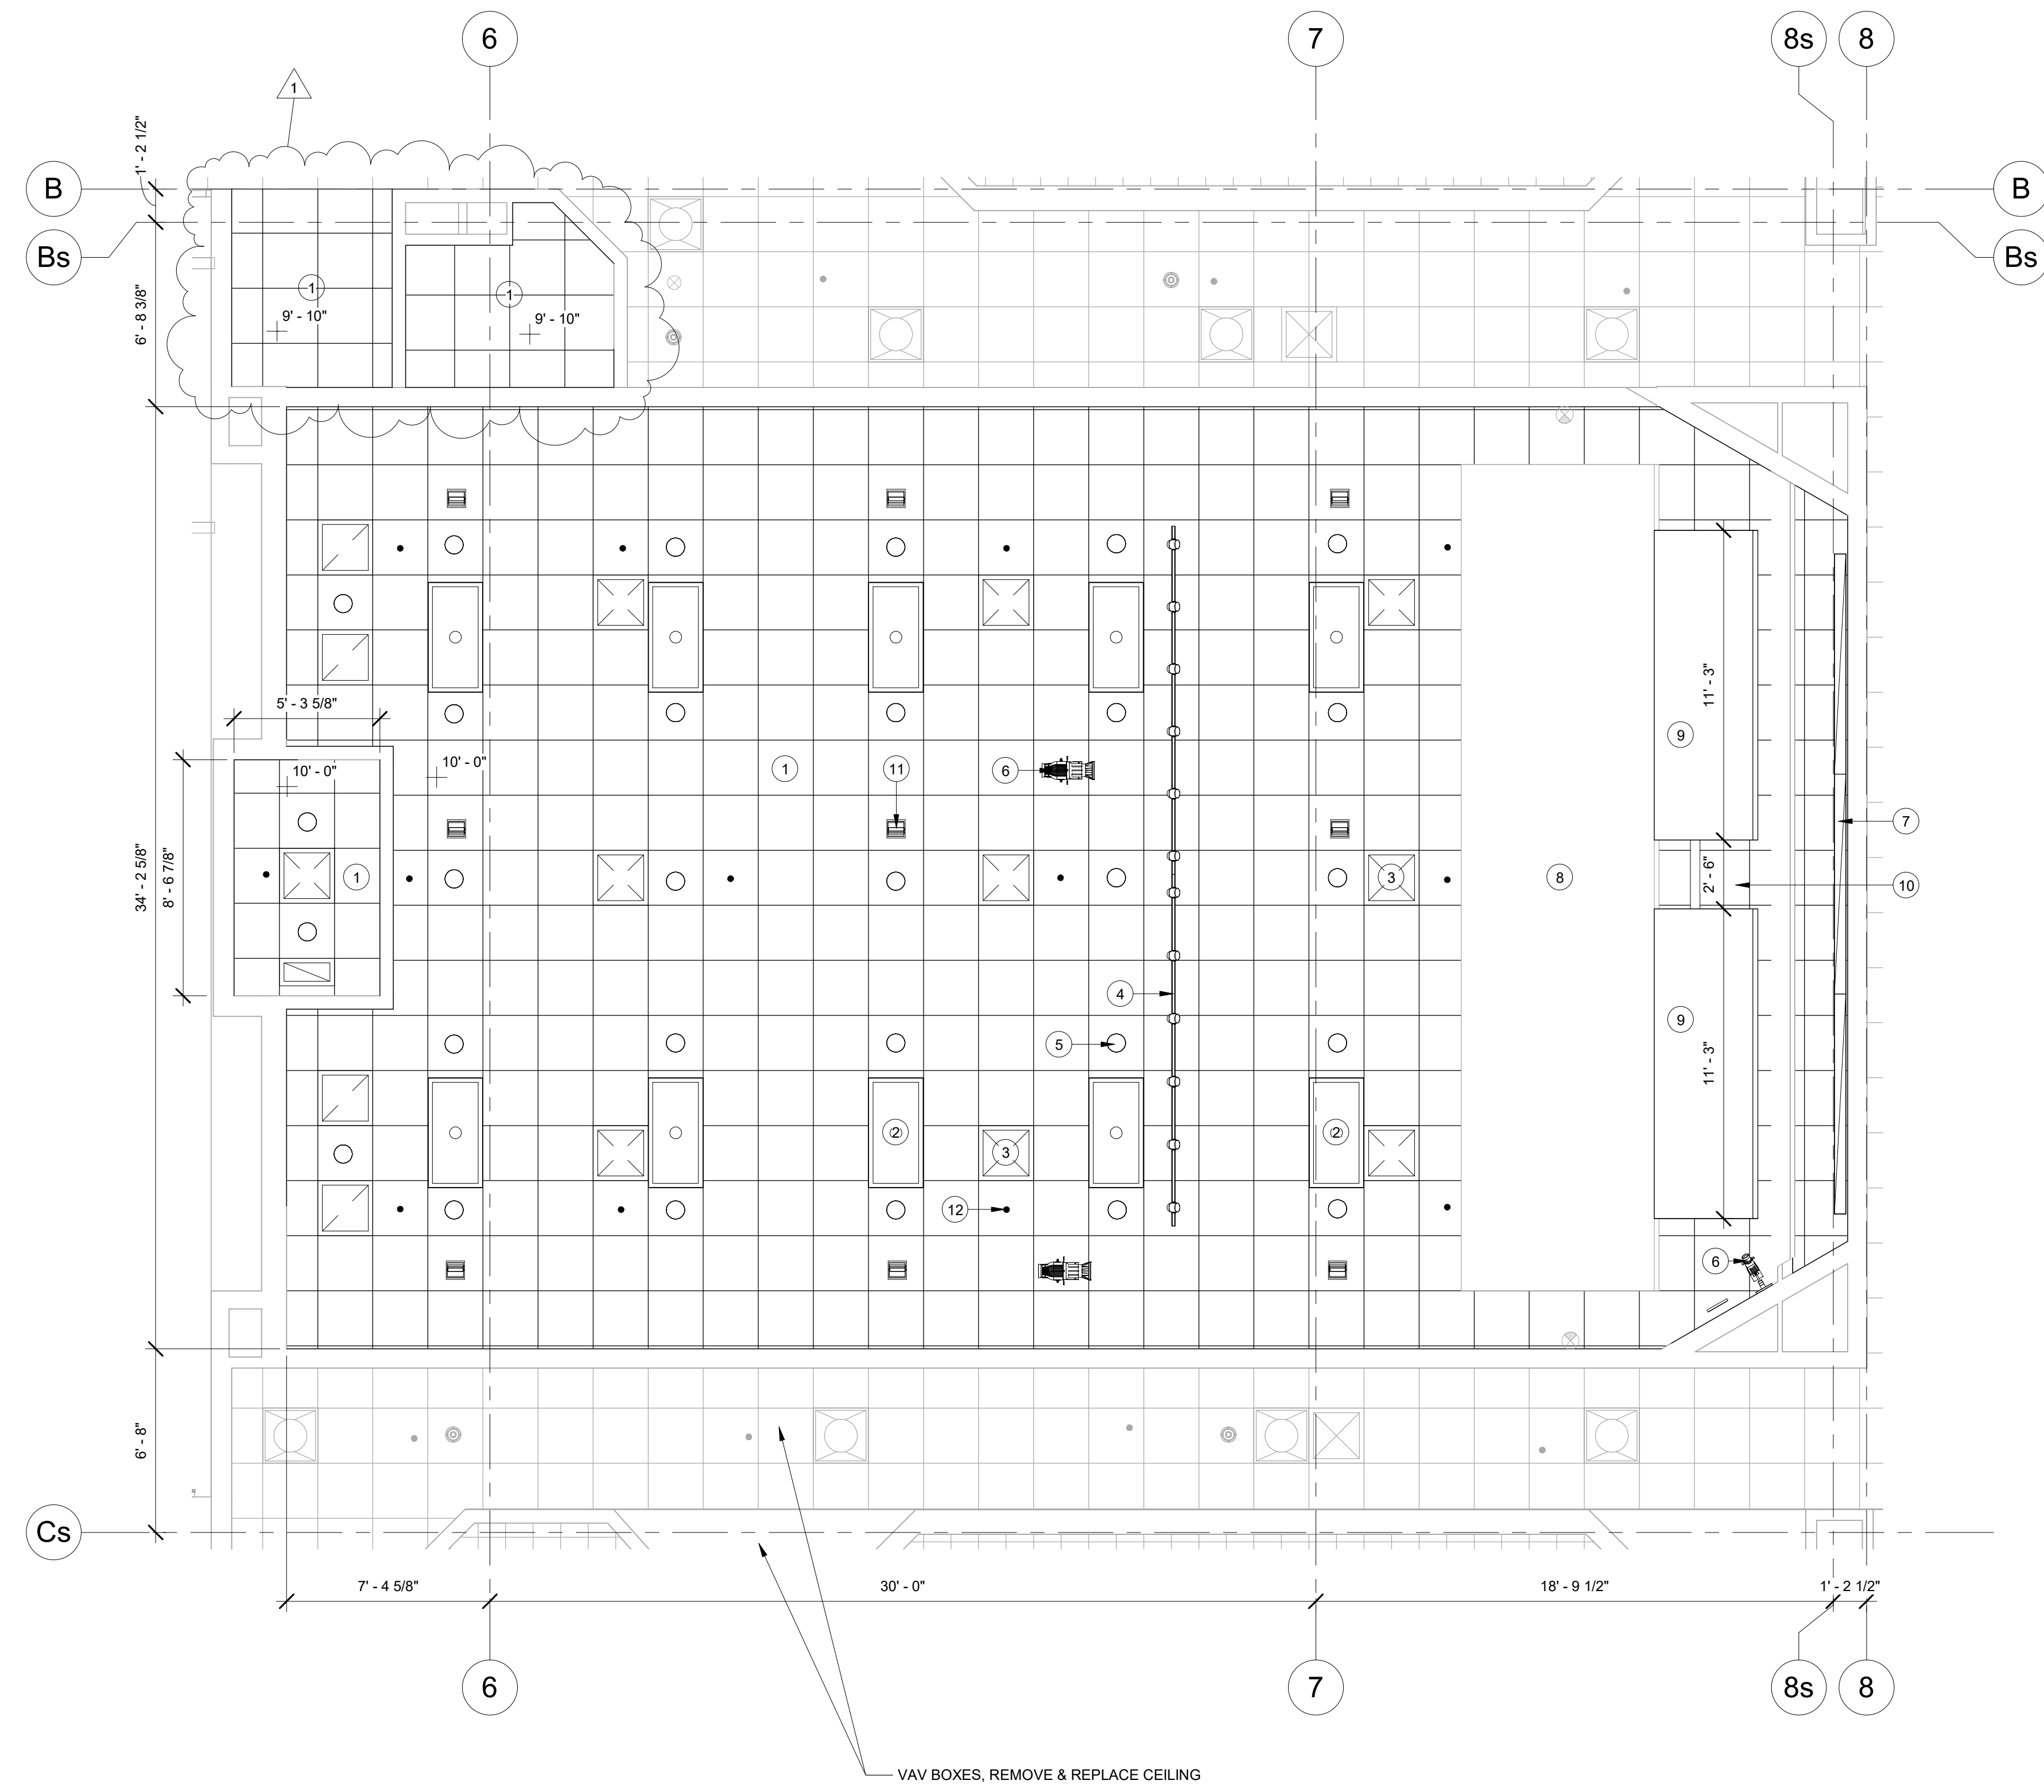 6
7
8s
8
1
1' - 2 1/2"
B
B
Bs
Bs
6' - 8 3/8"
1
9' - 10"
1
9' - 10"
5' - 3 5/8"
10' - 0"
10' - 0"
1
11
6
9
11' - 3"
7
34' - 2 5/8"
8' - 6 7/8"
1
3
8
2' - 6"
10
4
9
5
11' - 3"
2
2
3
12
6
6' - 8"
Cs
7' - 4 5/8"
30' - 0"
18' - 9 1/2"
1' - 2 1/2"
6
7
8s
8
VAV BOXES, REMOVE & REPLACE CEILING